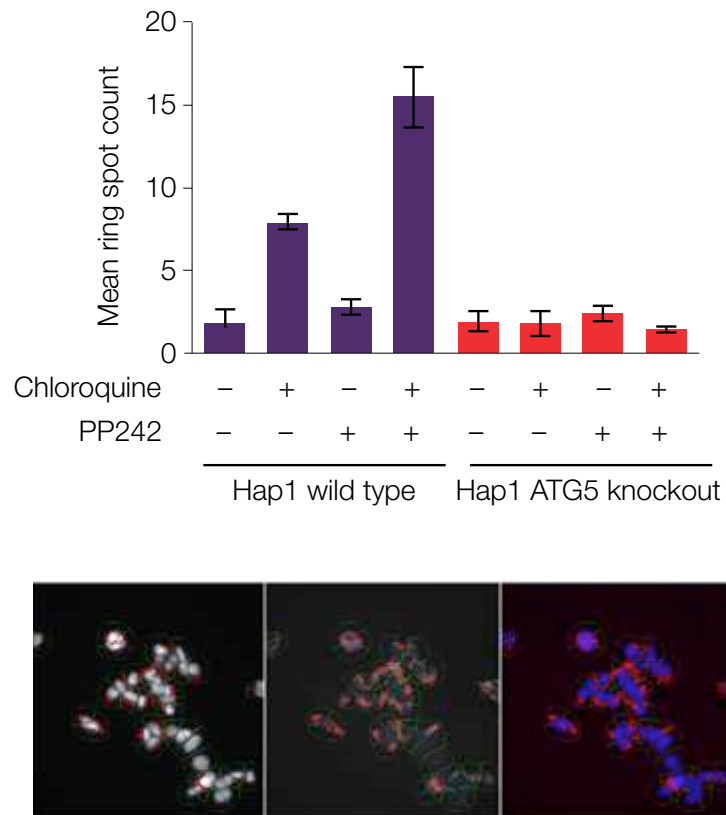 20
15
10
5
0
Mean ring spot count
Chloroquine – + – + – + – +
PP242 – – + + – – + +
Hap1 wild type Hap1 ATG5 knockout